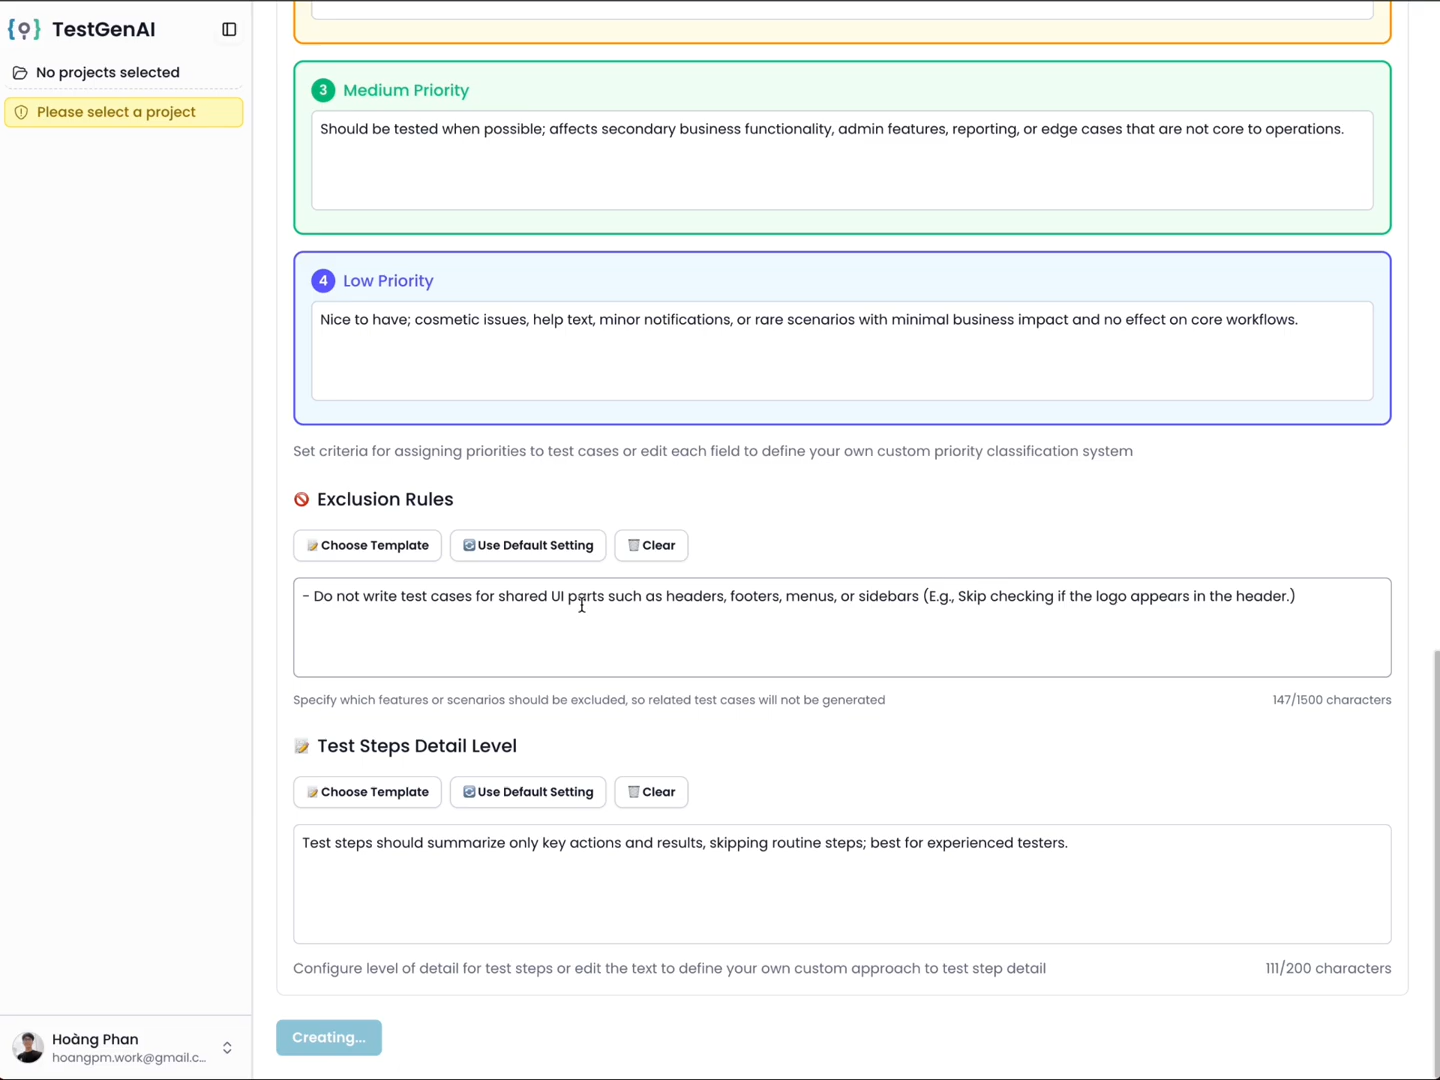 TestGenAI
No projects selected
Please select a project
3 Medium Priority
Should be tested when possible; affects secondary business functionality, admin features, reporting, or edge cases that are not core to operations.
4 Low Priority
Nice to have; cosmetic issues, help text, minor notifications, or rare scenarios with minimal business impact and no effect on core workflows.
Set criteria for assigning priorities to test cases or edit each field to define your own custom priority classification system
Exclusion Rules
Choose Template
Use Default Setting
Clear
- Do not write test cases for shared UI parts such as headers, footers, menus, or sidebars (E.g., Skip checking if the logo appears in the header.)
Specify which features or scenarios should be excluded, so related test cases will not be generated
147/1500 characters
Test Steps Detail Level
Choose Template
Use Default Setting
Clear
Test steps should summarize only key actions and results, skipping routine steps; best for experienced testers.
Configure level of detail for test steps or edit the text to define your own custom approach to test step detail
111/200 characters
Creating...
Hoàng Phan
hoangpm.work@gmail.c...